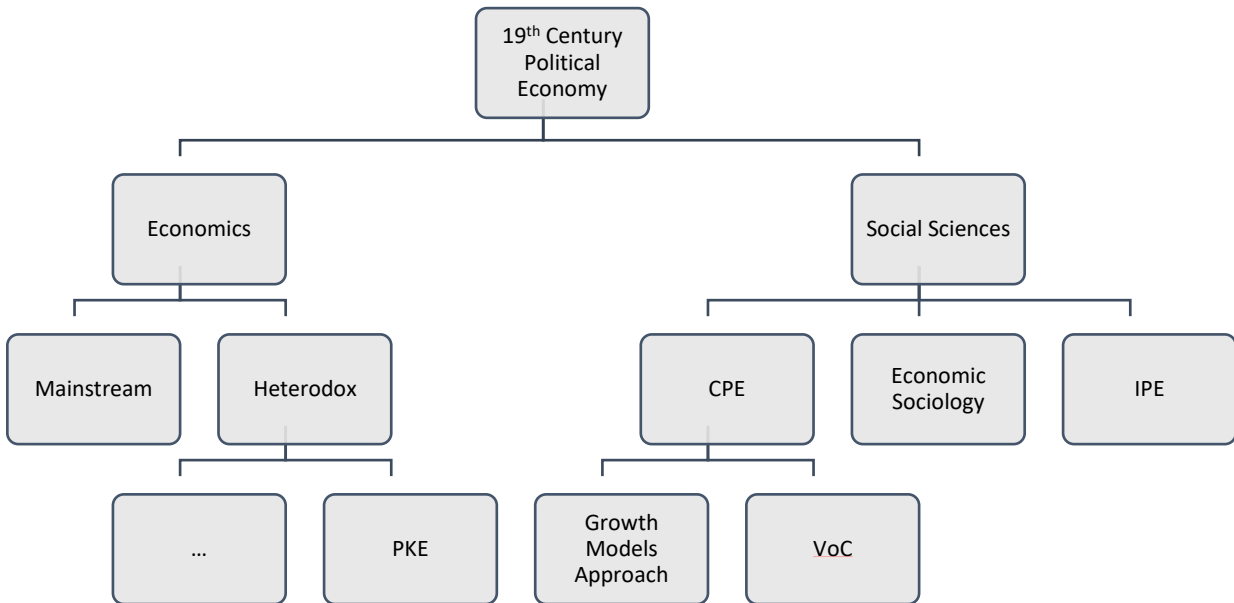 19th Century
Political
Economy
Economics
Social Sciences
Mainstream
Heterodox
CPE
Economic
Sociology
IPE
...
PKE
Growth
Models
Approach
VoC